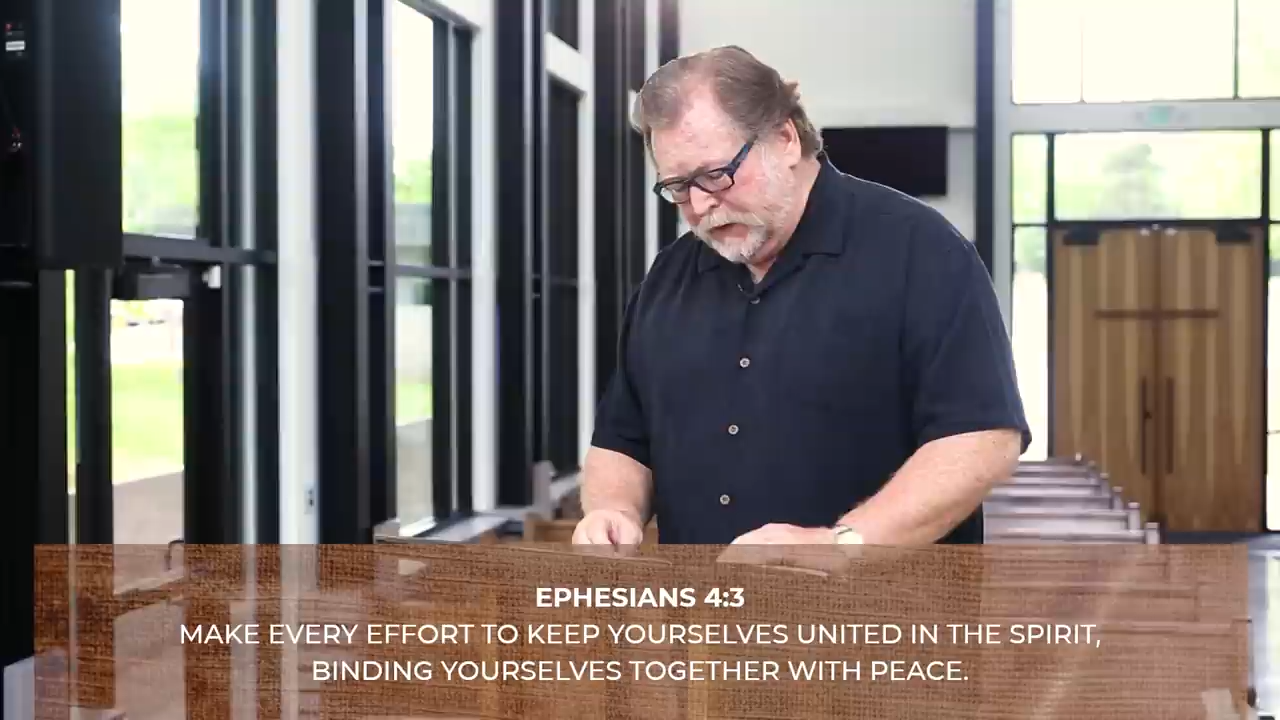 EPHESIANS 4:3
MAKE EVERY EFFORT TO KEEP YOURSELVES UNITED IN THE SPIRIT,
BINDING YOURSELVES TOGETHER WITH PEACE.